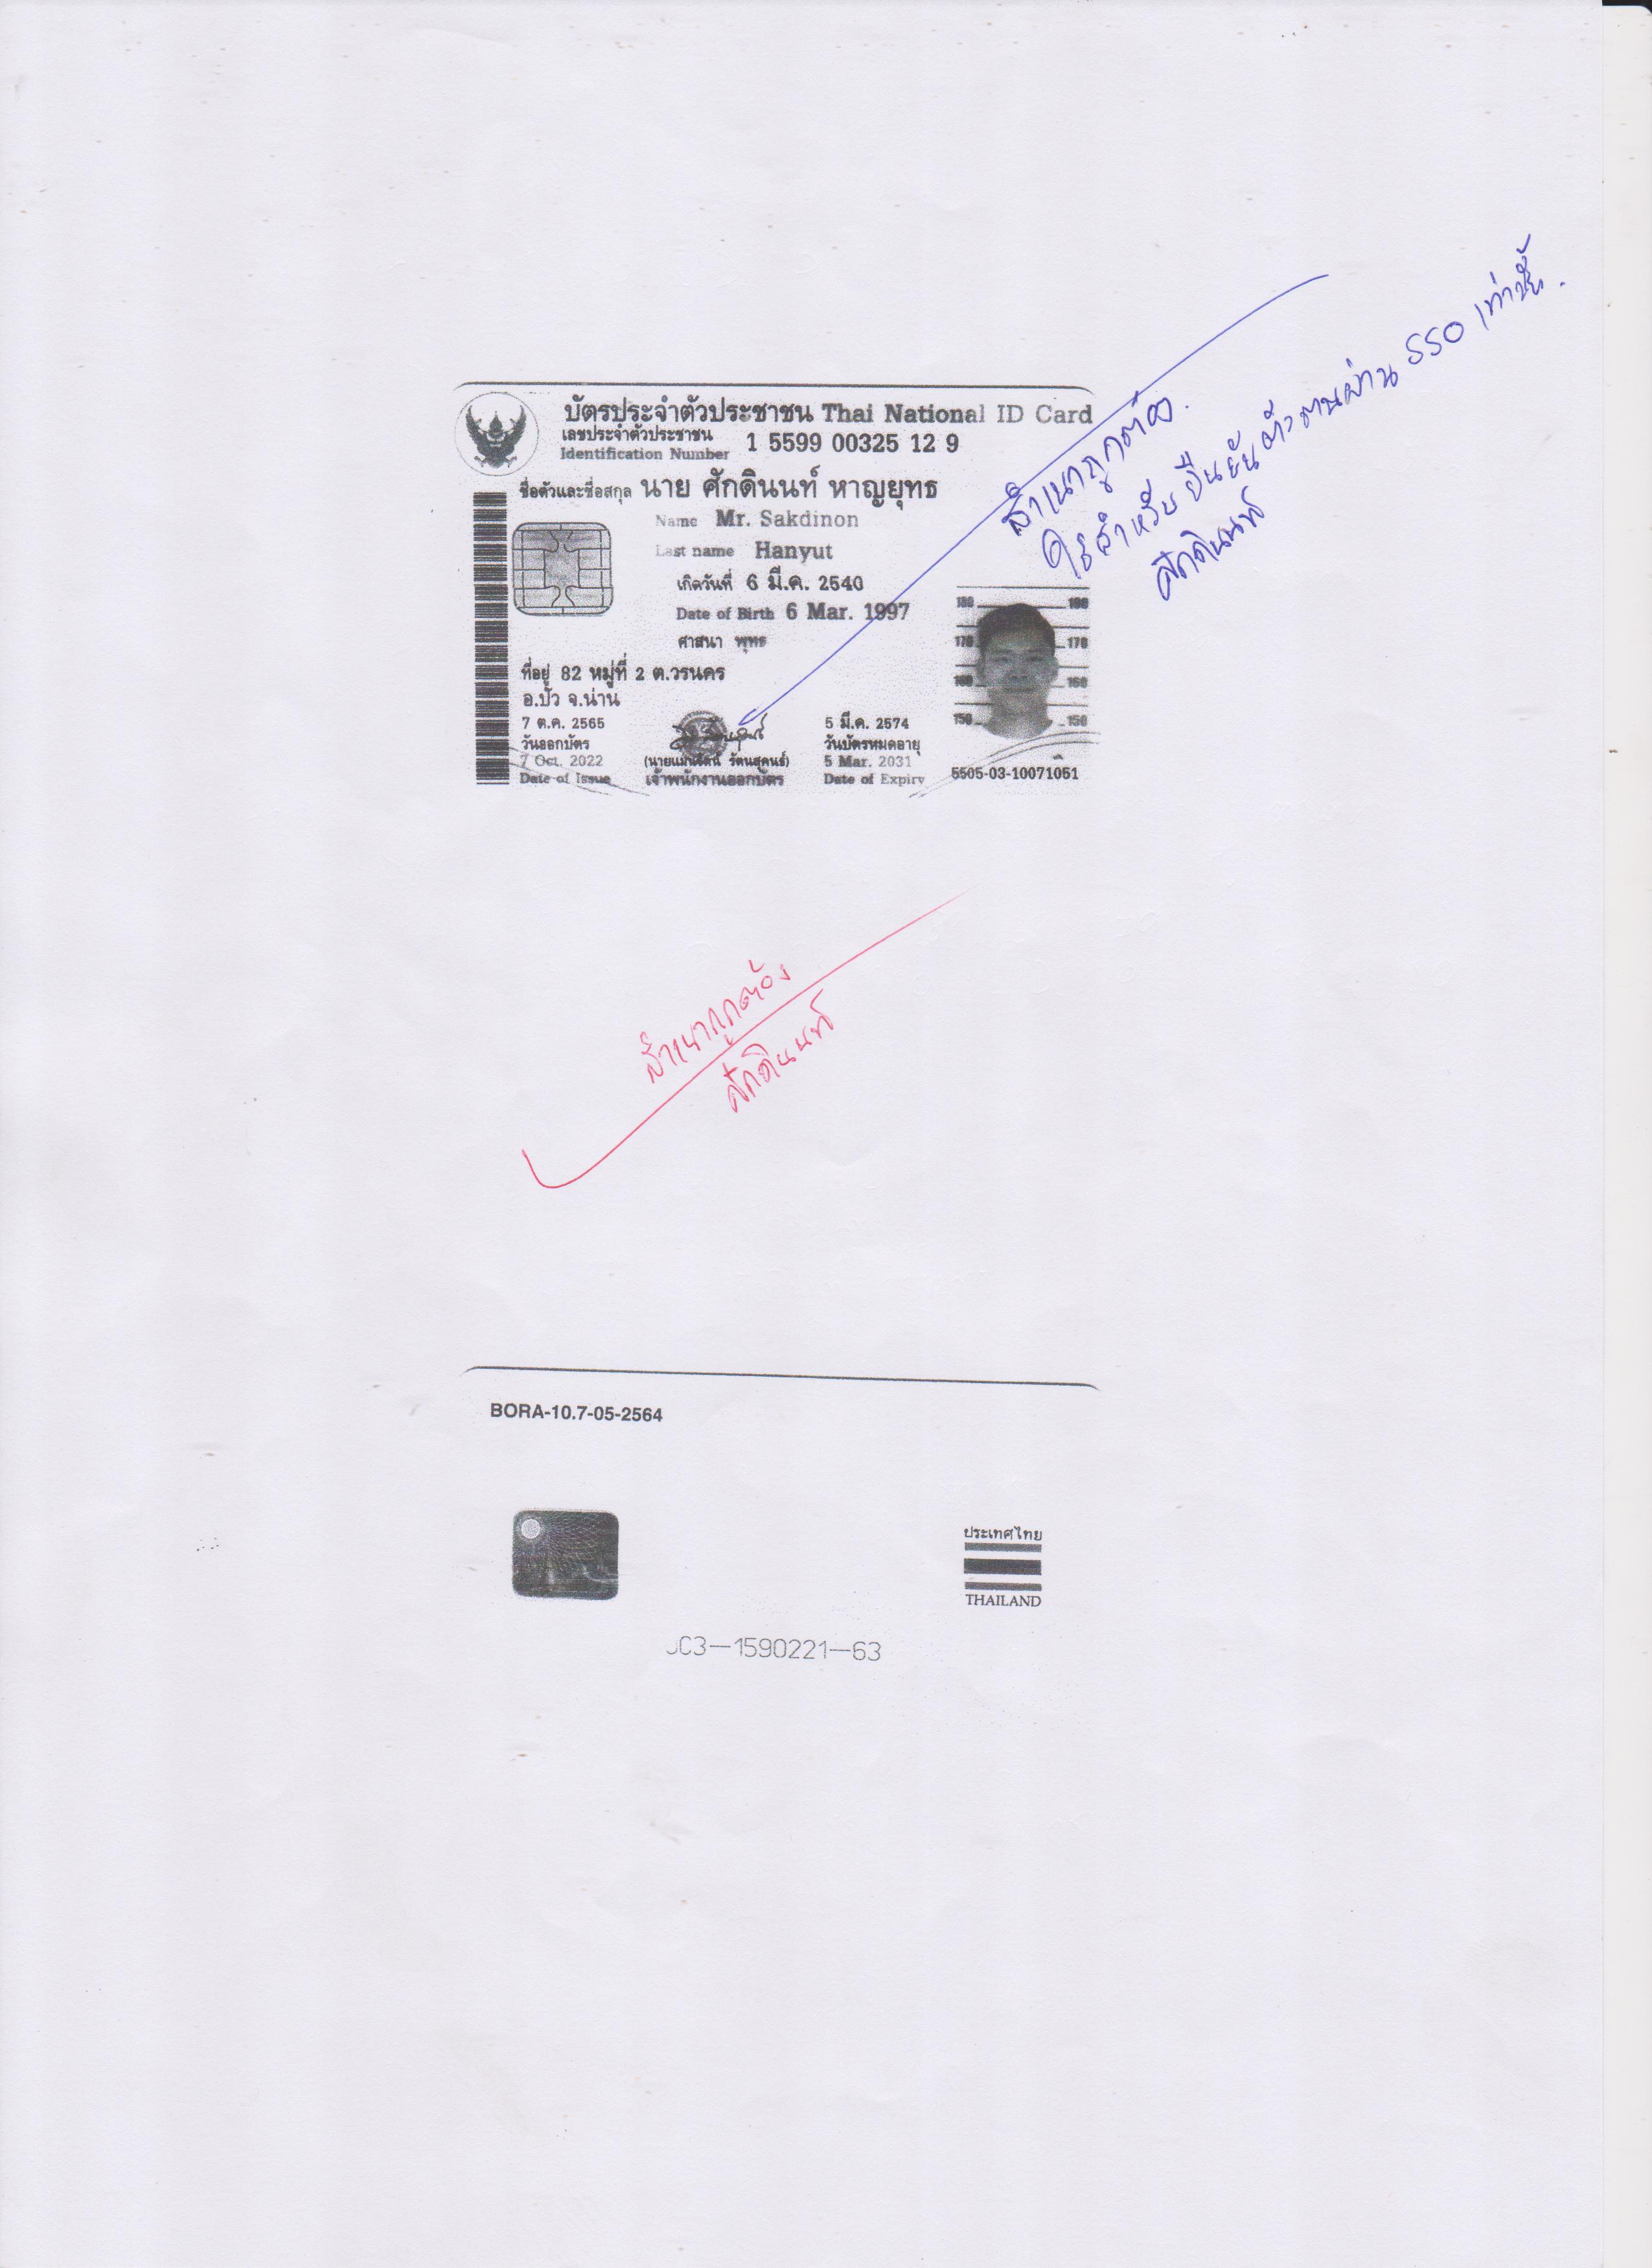 บัตรประจำตัวประชาชน Thai National ID Card
เลขประจำตัวประชาชน
Identification Number 1 5599 00325 12 9
ชื่อตัวและชื่อสกุล นาย ศักดินนท์ หาญยุทธ
Name Mr. Sakdinon
Last name Hanyut
เกิดวันที่ 6 มี.ค. 2540
Date of Birth 6 Mar. 1997
ศาสนา พุทธ
ที่อยู่ 82 หมู่ที่ 2 ต.วรนคร
อ.ปัว จ.น่าน
7 ต.ค. 2565
วันออกบัตร
7 Oct. 2022
Date of Issue
(นายแมนรัตน์ รัตนสุคนธ์)
เจ้าพนักงานออกบัตร
5 มี.ค. 2574
วันบัตรหมดอายุ
5 Mar. 2031
Date of Expiry
180 180
170 170
160 160
150 150
5505-03-10071051
สำเนาถูกต้อง
ใช้สำหรับยืนยันตัวตนผ่าน SSO เท่านั้น.
ศักดินนท์
สำเนาถูกต้อง
ศักดินนท์
BORA-10.7-05-2564
ประเทศไทย
THAILAND
JC3-1590221-63